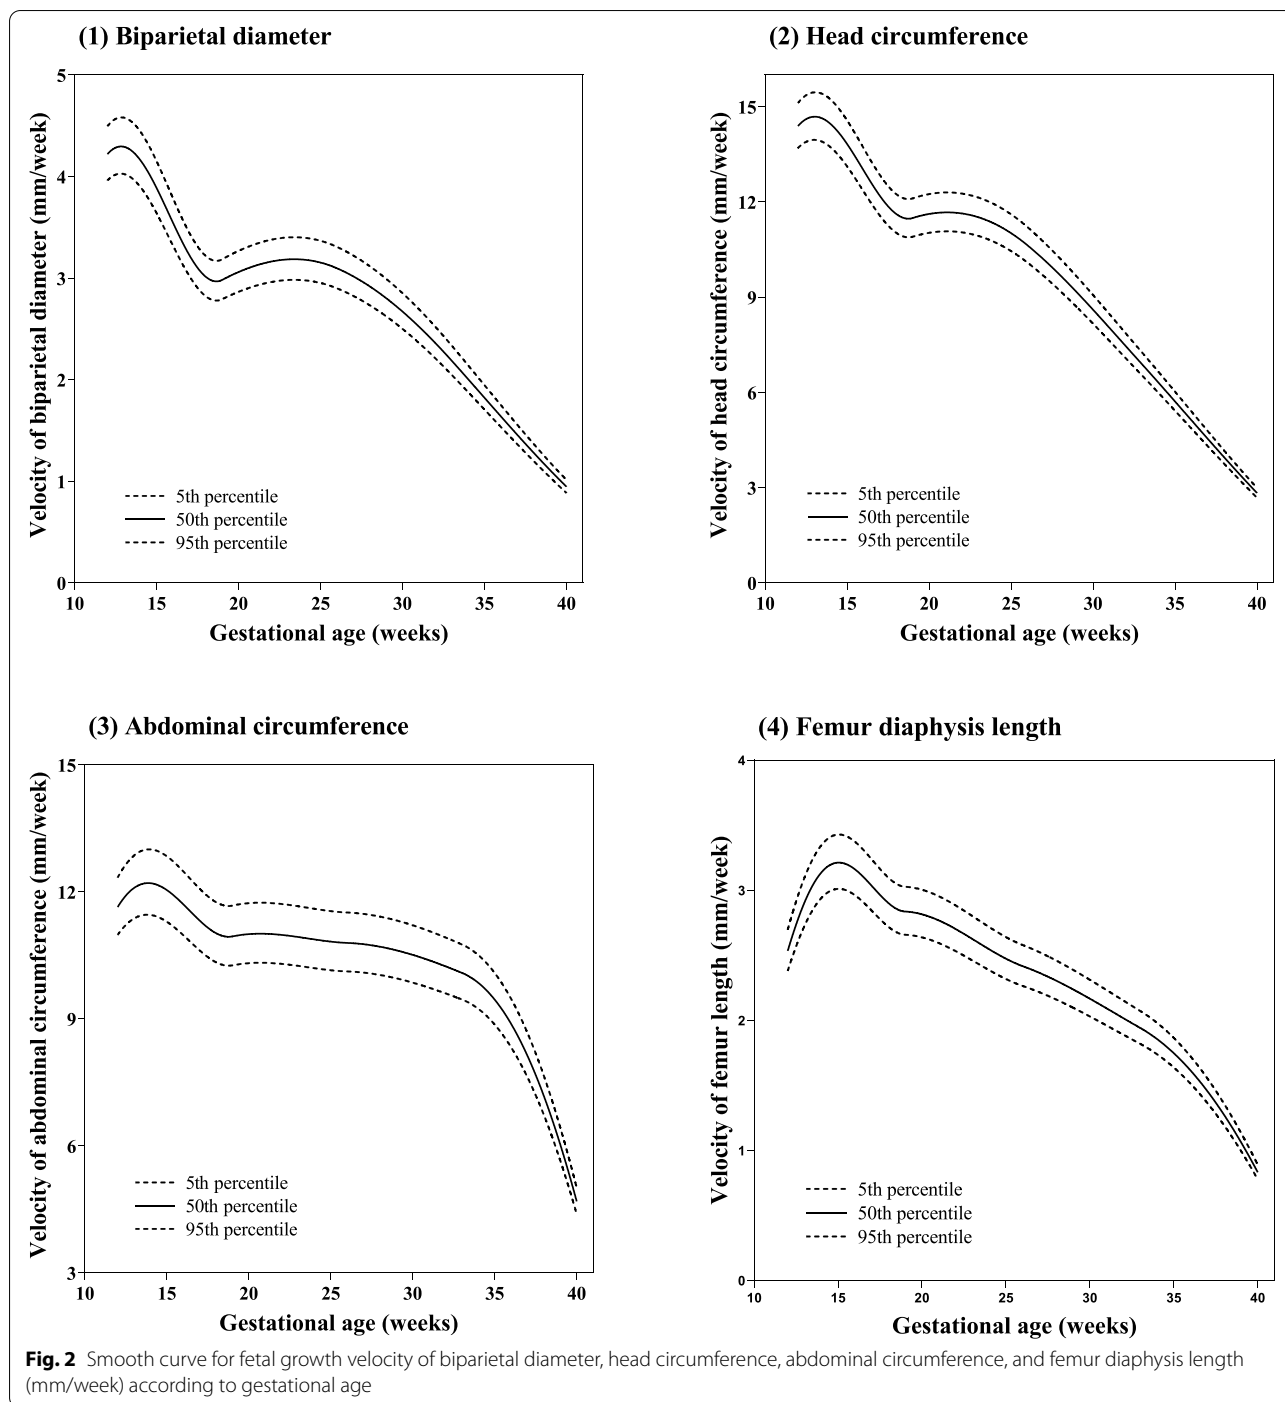 (1) Biparietal diameter
Velocity of biparietal diameter (mm/week)
5
4
3
2
1
0
10 15 20 25 30 35 40
Gestational age (weeks)
5th percentile
50th percentile
95th percentile
(2) Head circumference
Velocity of head circumference (mm/week)
15
12
9
6
3
0
10 15 20 25 30 35 40
Gestational age (weeks)
5th percentile
50th percentile
95th percentile
(3) Abdominal circumference
Velocity of abdominal circumference (mm/week)
15
12
9
6
3
10 15 20 25 30 35 40
Gestational age (weeks)
5th percentile
50th percentile
95th percentile
(4) Femur diaphysis length
Velocity of femur length (mm/week)
4
3
2
1
0
10 15 20 25 30 35 40
Gestational age (weeks)
5th percentile
50th percentile
95th percentile
Fig. 2 Smooth curve for fetal growth velocity of biparietal diameter, head circumference, abdominal circumference, and femur diaphysis length
(mm/week) according to gestational age